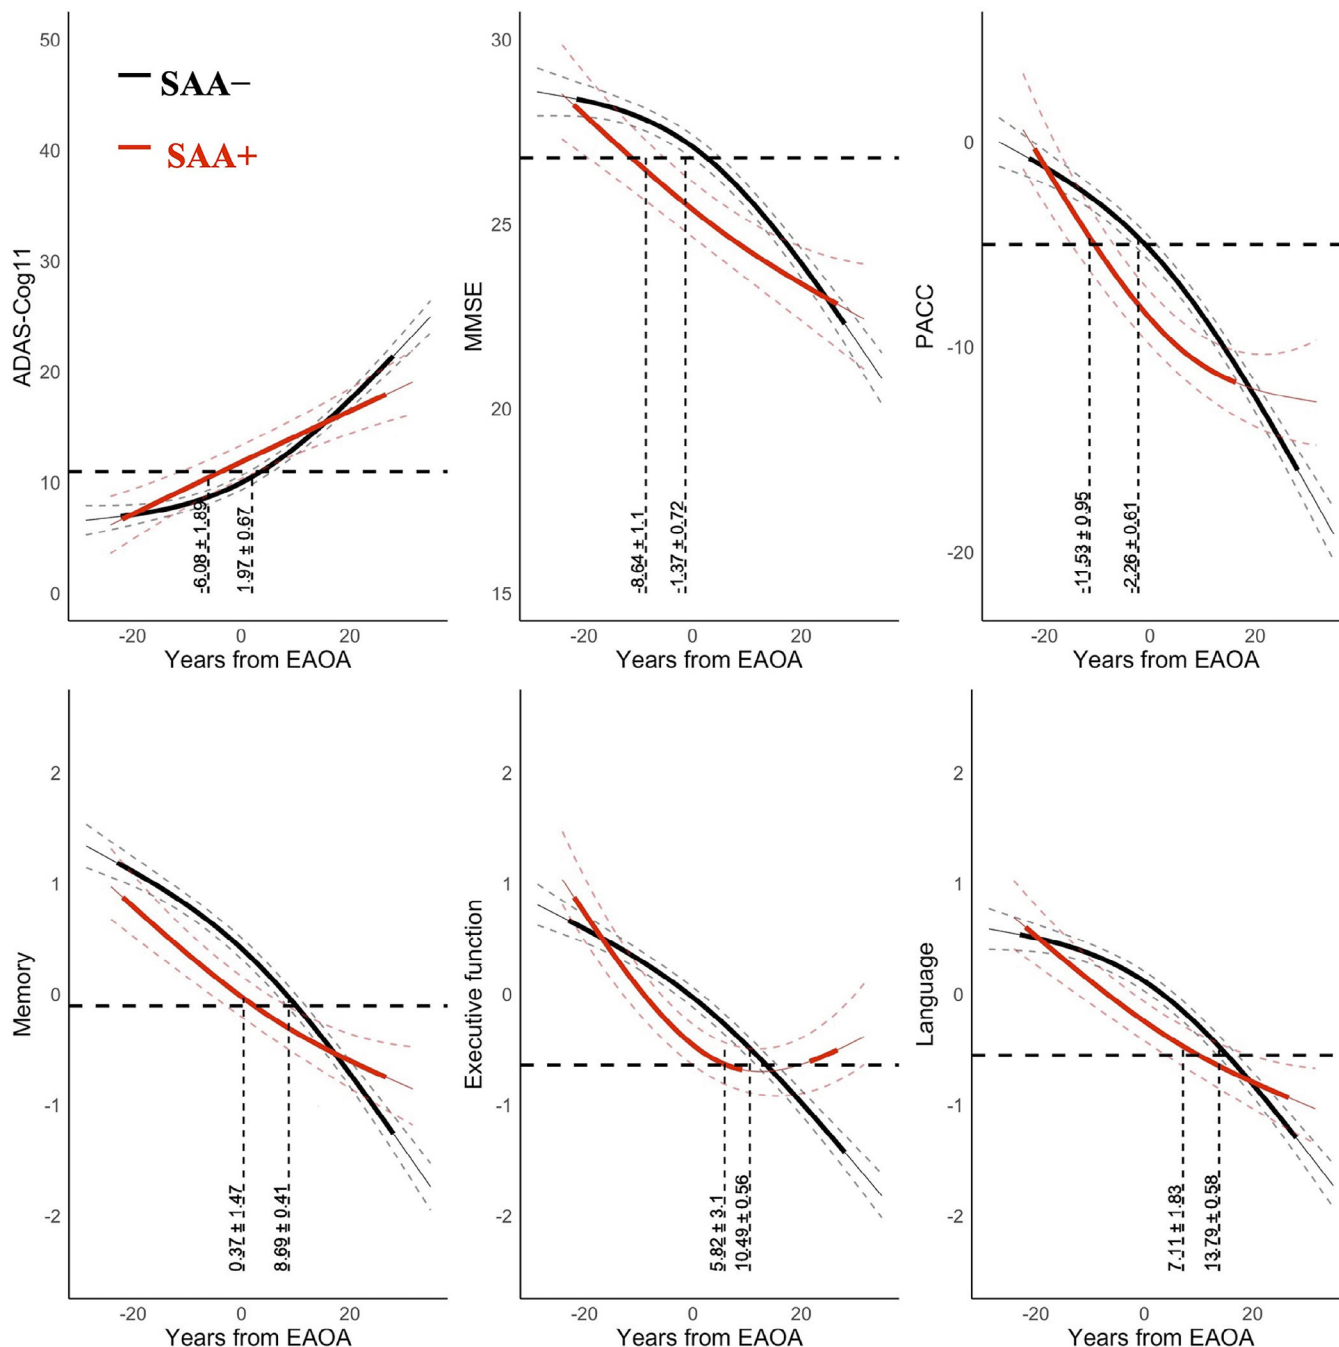 SAA−
SAA+
ADAS-Cog11
50
40
30
20
10
0
-6.08 ± 1.89
1.97 ± 0.67
-20
0
20
Years from EAOA
MMSE
30
25
20
15
-8.64 ± 1.1
-1.37 ± 0.72
-20
0
20
Years from EAOA
PACC
0
-10
-20
-11.53 ± 0.95
-2.26 ± 0.61
-20
0
20
Years from EAOA
Memory
2
1
0
-1
-2
0.37 ± 1.47
8.69 ± 0.41
-20
0
20
Years from EAOA
Executive function
2
1
0
-1
-2
5.82 ± 3.1
10.49 ± 0.56
-20
0
20
Years from EAOA
Language
2
1
0
-1
-2
7.11 ± 1.83
13.79 ± 0.58
-20
0
20
Years from EAOA